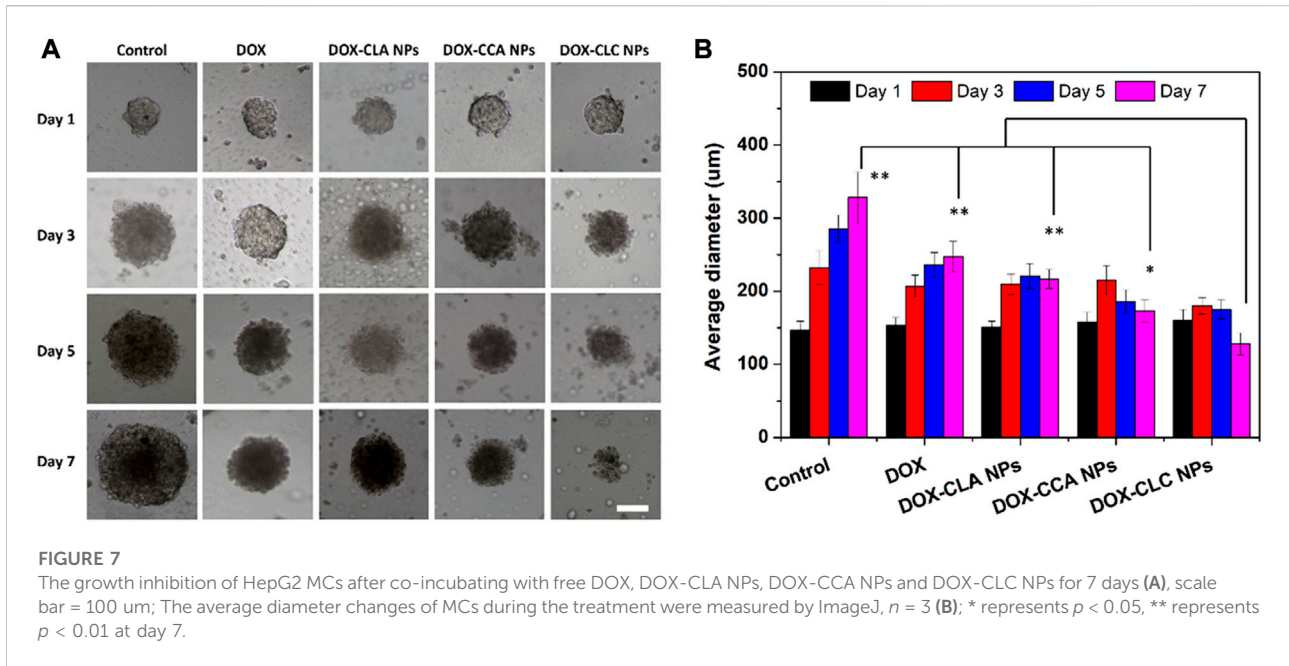 A
Control DOX DOX-CLA NPs DOX-CCA NPs DOX-CLC NPs
Day 1
Day 3
Day 5
Day 7
B
500
400
300
200
100
0
Average diameter (um)
Day 1 Day 3 Day 5 Day 7
**
**
**
*
Control
DOX
DOX-CLA NPs
DOX-CCA NPs
DOX-CLC NPs
FIGURE 7
The growth inhibition of HepG2 MCs after co-incubating with free DOX, DOX-CLA NPs, DOX-CCA NPs and DOX-CLC NPs for 7 days (A), scale
bar = 100 um; The average diameter changes of MCs during the treatment were measured by ImageJ, n = 3 (B); * represents p < 0.05, ** represents
p < 0.01 at day 7.